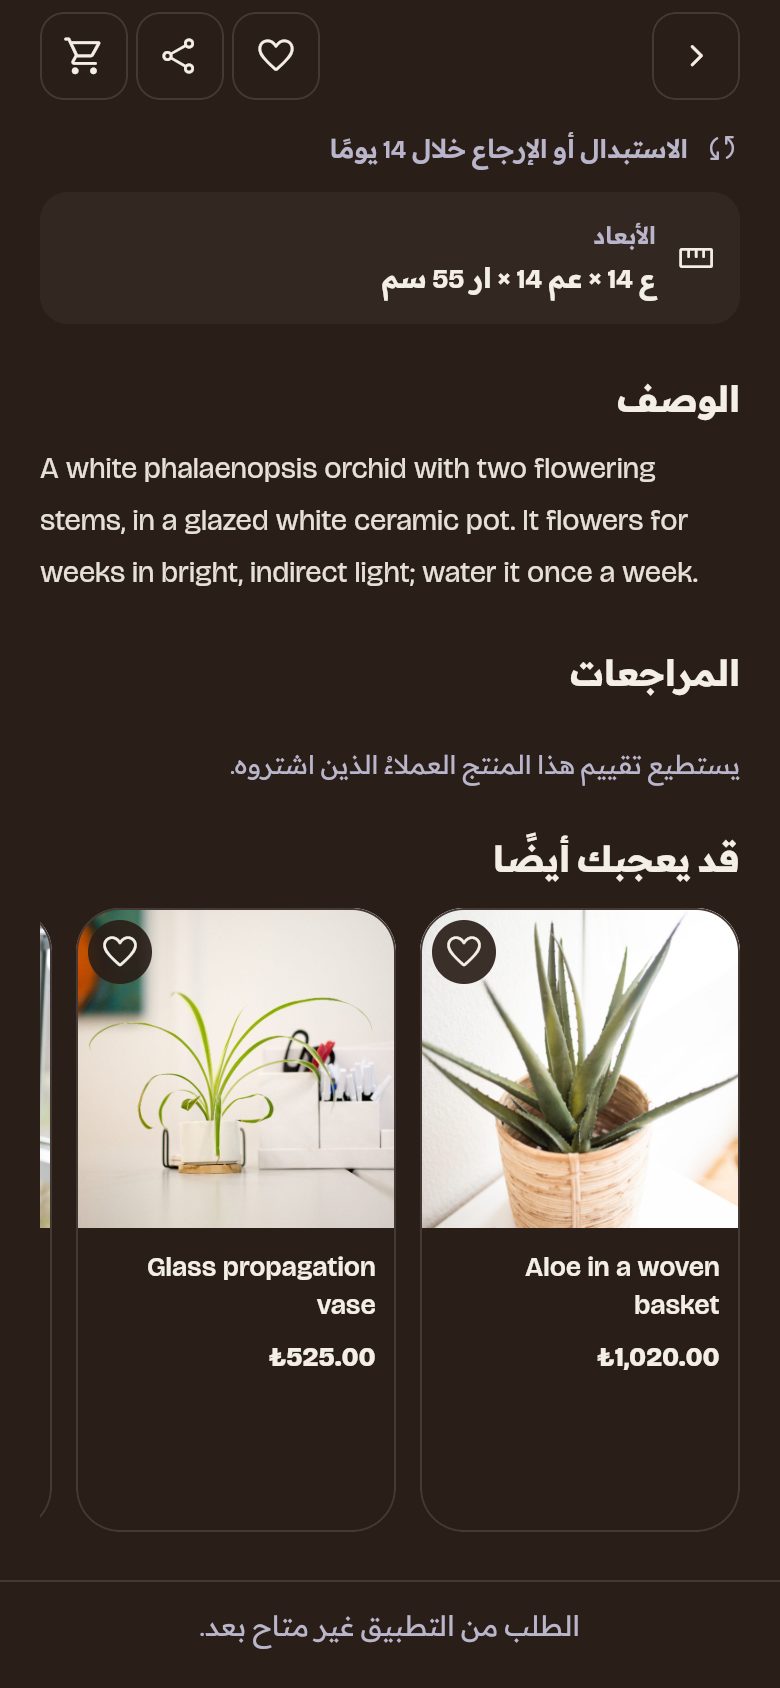 الاستبدال أو الإرجاع خلال 14 يومًا
الأبعاد
ع 14 × عم 14 × ار 55 سم
الوصف
A white phalaenopsis orchid with two flowering
stems, in a glazed white ceramic pot. It flowers for
weeks in bright, indirect light; water it once a week.
المراجعات
يستطيع تقييم هذا المنتج العملاءُ الذين اشتروه.
قد يعجبك أيضًا
Aloe in a woven
basket
₺1,020.00
Glass propagation
vase
₺525.00
الطلب من التطبيق غير متاح بعد.